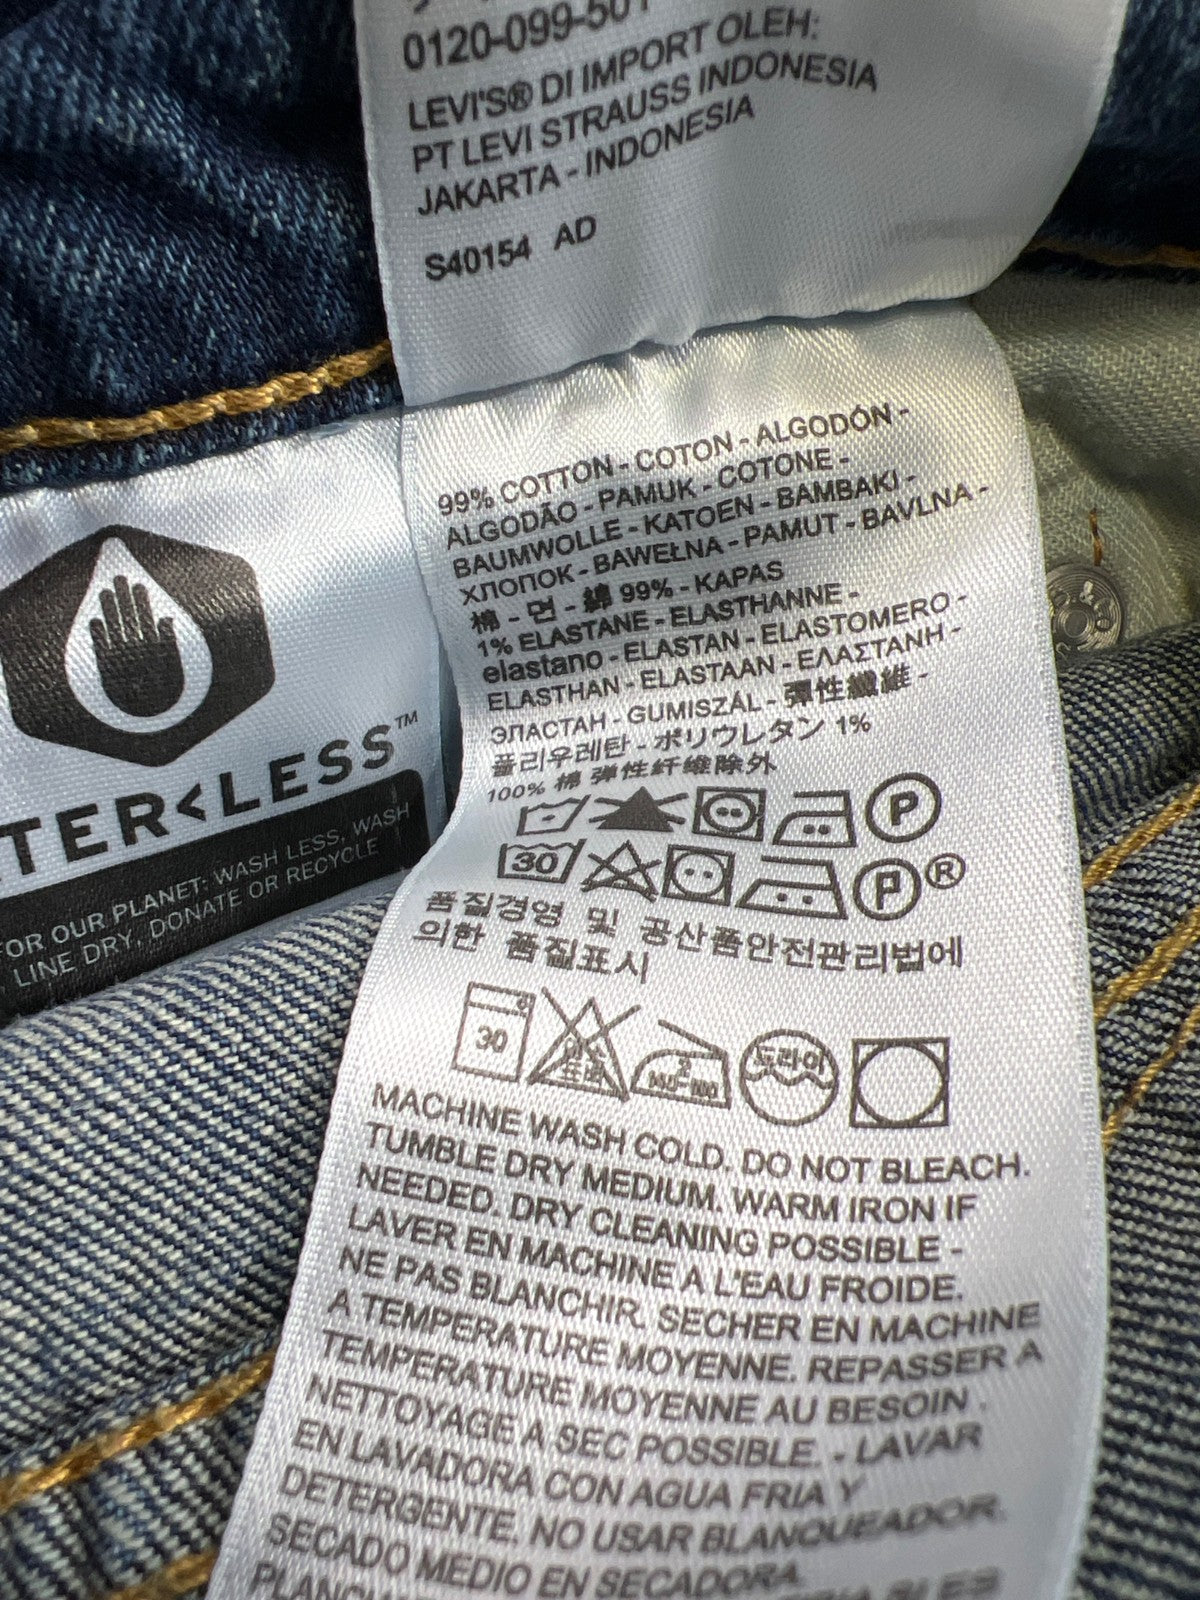 0120-099-501
LEVI'S® DI IMPORT OLEH:
PT LEVI STRAUSS INDONESIA
JAKARTA - INDONESIA
S40154 AD
99% COTTON - COTON - ALGODÓN -
ALGODÃO - PAMUK - COTONE -
BAUMWOLLE - KATOEN - BAMBAKI -
ХЛОПОК - BAWEŁNA - PAMUT - BAVLNA -
棉 - 면 - 綿 99% - KAPAS
1% ELASTANE - ELASTHANNE -
elastano - ELASTAN - ELASTOMERO -
ELASTHAN - ELASTAAN - ΕΛΑΣΤΑΝΗ -
ЭЛАСТАН - GUMISZÁL - 彈性纖維 -
폴리우레탄 - ポリウレタン 1%
100% 棉 弹性纤维除外
P
30 P ®
품질경영 및 공산품안전관리법에
의한 품질표시
30 2 드라이
MACHINE WASH COLD. DO NOT BLEACH.
TUMBLE DRY MEDIUM. WARM IRON IF
NEEDED. DRY CLEANING POSSIBLE -
LAVER EN MACHINE A L'EAU FROIDE.
NE PAS BLANCHIR. SECHER EN MACHINE
A TEMPERATURE MOYENNE. REPASSER A
TEMPERATURE MOYENNE AU BESOIN .
NETTOYAGE A SEC POSSIBLE. - LAVAR
EN LAVADORA CON AGUA FRIA Y
DETERGENTE. NO USAR BLANQUEADOR.
SECADO MEDIO EN SECADORA.
TER<LESS™
FOR OUR PLANET: WASH LESS, WASH
LINE DRY, DONATE OR RECYCLE